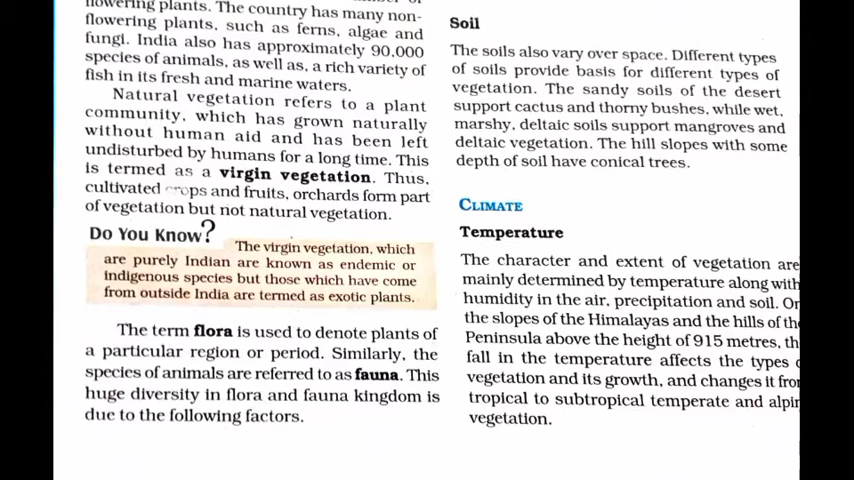 flowering plants. The country has many non-
flowering plants, such as ferns, algae and
fungi. India also has approximately 90,000
species of animals, as well as, a rich variety of
fish in its fresh and marine waters.
Natural vegetation refers to a plant
community, which has grown naturally
without human aid and has been left
undisturbed by humans for a long time. This
is termed as a virgin vegetation. Thus,
cultivated crops and fruits, orchards form part
of vegetation but not natural vegetation.
Do You Know?
The virgin vegetation, which
are purely Indian are known as endemic or
indigenous species but those which have come
from outside India are termed as exotic plants.
The term flora is used to denote plants of
a particular region or period. Similarly, the
species of animals are referred to as fauna. This
huge diversity in flora and fauna kingdom is
due to the following factors.
Soil
The soils also vary over space. Different types
of soils provide basis for different types of
vegetation. The sandy soils of the desert
support cactus and thorny bushes, while wet,
marshy, deltaic soils support mangroves and
deltaic vegetation. The hill slopes with some
depth of soil have conical trees.
CLIMATE
Temperature
The character and extent of vegetation are
mainly determined by temperature along with
humidity in the air, precipitation and soil. On
the slopes of the Himalayas and the hills of the
Peninsula above the height of 915 metres,
fall in the temperature affects the types
vegetation and its growth, and changes it
tropical to subtropical temperate and
vegetation.